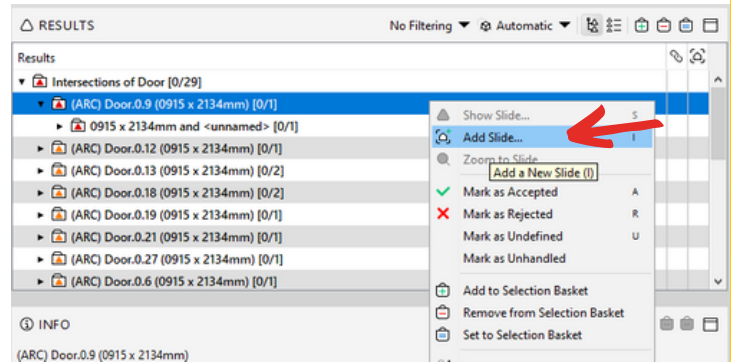 RESULTS No Filtering Automatic
Results
Intersections of Door [0/29]
(ARC) Door.0.9 (0915 x 2134mm) [0/1]
0915 x 2134mm and <unnamed> [0/1]
(ARC) Door.0.12 (0915 x 2134mm) [0/1]
(ARC) Door.0.13 (0915 x 2134mm) [0/2]
(ARC) Door.0.18 (0915 x 2134mm) [0/2]
(ARC) Door.0.19 (0915 x 2134mm) [0/1]
(ARC) Door.0.21 (0915 x 2134mm) [0/1]
(ARC) Door.0.27 (0915 x 2134mm) [0/1]
(ARC) Door.0.6 (0915 x 2134mm) [0/1]
Show Slide... S
Add Slide... I
Zoom to Slide
Add a New Slide (I)
Mark as Accepted A
Mark as Rejected R
Mark as Undefined U
Mark as Unhandled
Add to Selection Basket
Remove from Selection Basket
Set to Selection Basket
INFO
(ARC) Door.0.9 (0915 x 2134mm)